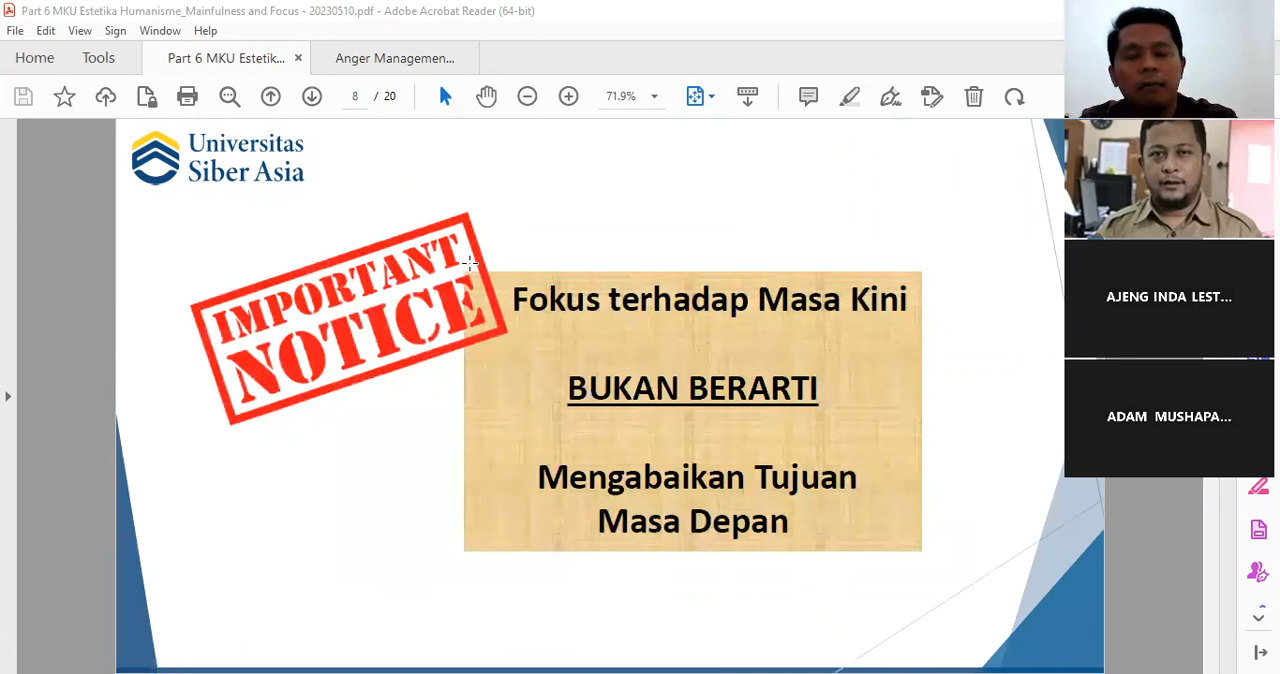 Part 6 MKU Estetika Humanisme_Mainfulness and Focus - 20230510.pdf - Adobe Acrobat Reader (64-bit)
File Edit View Sign Window Help
Home Tools Part 6 MKU Estetik... × Anger Managemen...
8 / 20 71.9%
Universitas
Siber Asia
IMPORTANT
NOTICE
Fokus terhadap Masa Kini
BUKAN BERARTI
Mengabaikan Tujuan
Masa Depan
AJENG INDA LEST...
ADAM MUSHAPA...